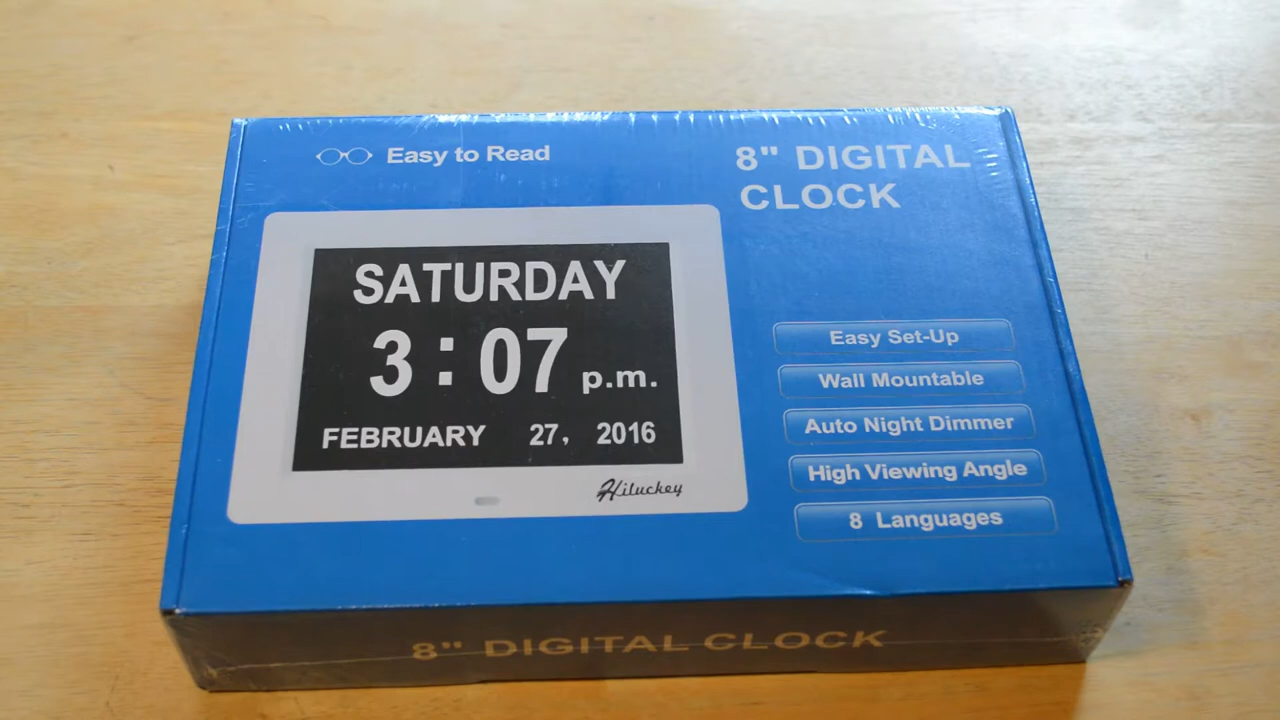 Easy to Read
8" DIGITAL
CLOCK
SATURDAY
3:07 p.m.
FEBRUARY 27, 2016
Hiluckey
Easy Set-Up
Wall Mountable
Auto Night Dimmer
High Viewing Angle
8 Languages
8" DIGITAL CLOCK